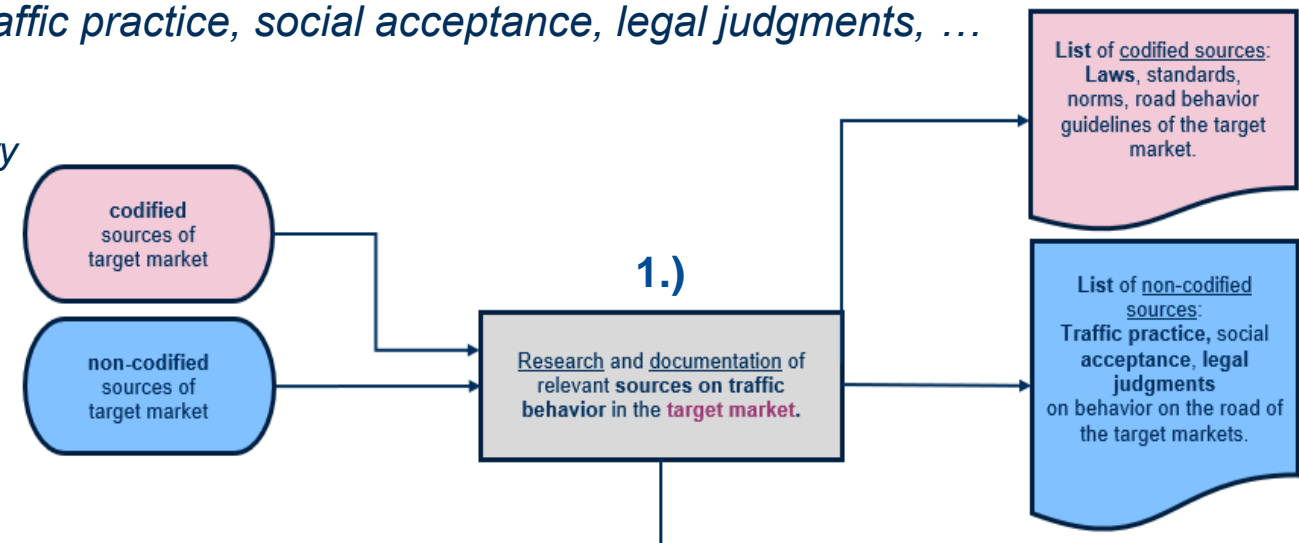 affic practice, social acceptance, legal judgments, …
y
codified
sources of
target market
non-codified
sources of
target market
1.)
Research and documentation of
relevant sources on traffic
behavior in the target market.
List of codified sources:
Laws, standards,
norms, road behavior
guidelines of the target
market.
List of non-codified
sources:
Traffic practice, social
acceptance, legal
judgments
on behavior on the road of
the target markets.